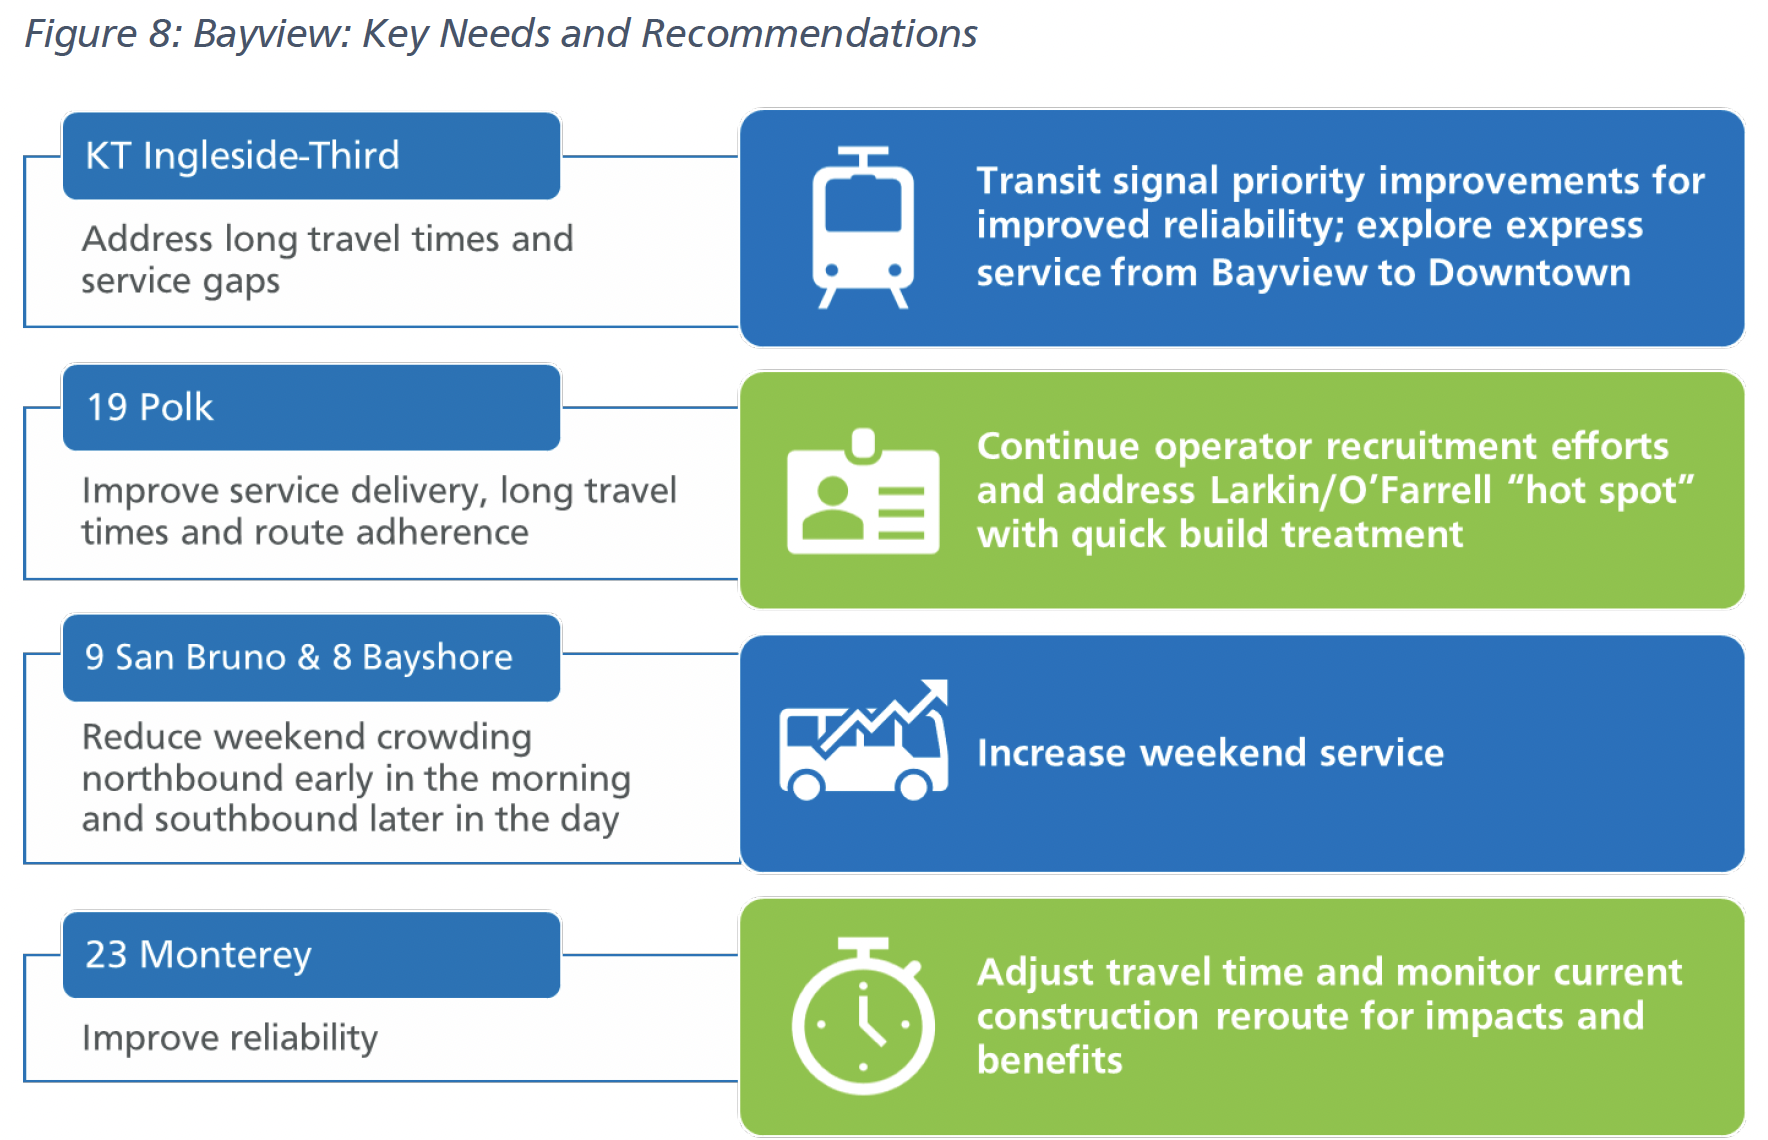 Figure 8: Bayview: Key Needs and Recommendations
KT Ingleside-Third
Address long travel times and
service gaps
Transit signal priority improvements for
improved reliability; explore express
service from Bayview to Downtown
19 Polk
Improve service delivery, long travel
times and route adherence
Continue operator recruitment efforts
and address Larkin/O’Farrell “hot spot”
with quick build treatment
9 San Bruno & 8 Bayshore
Reduce weekend crowding
northbound early in the morning
and southbound later in the day
Increase weekend service
23 Monterey
Improve reliability
Adjust travel time and monitor current
construction reroute for impacts and
benefits